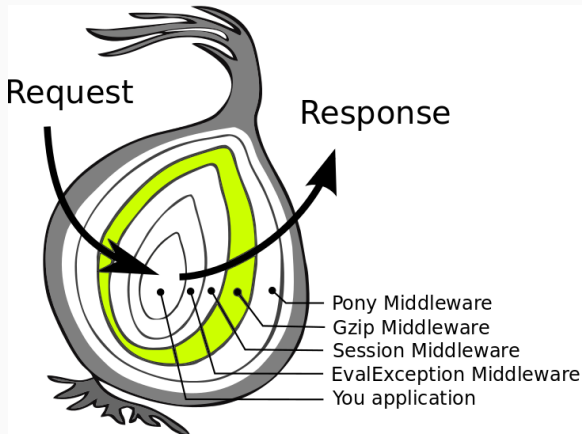 Request
Response
Pony Middleware
Gzip Middleware
Session Middleware
EvalException Middleware
You application